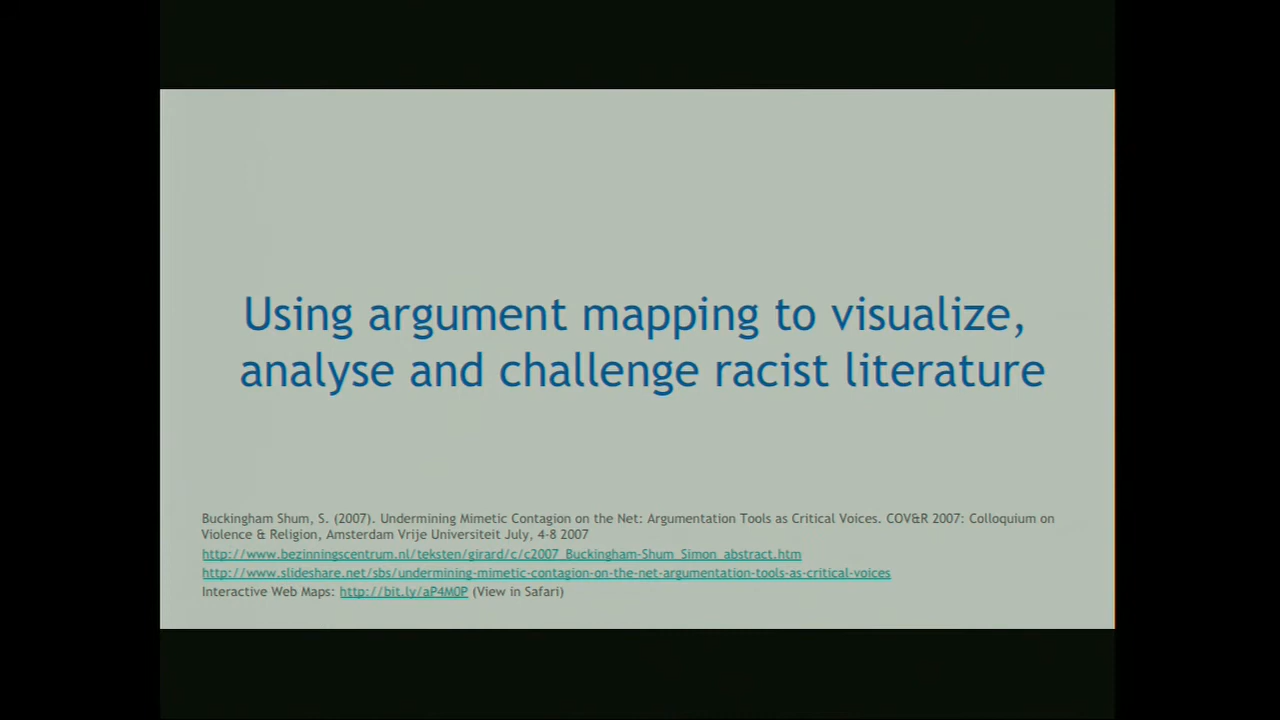 Using argument mapping to visualize,
analyse and challenge racist literature
Buckingham Shum, S. (2007). Undermining Mimetic Contagion on the Net: Argumentation Tools as Critical Voices. COV&R 2007: Colloquium on
Violence & Religion, Amsterdam Vrije Universiteit July, 4-8 2007
http://www.bezinningscentrum.nl/teksten/girard/c/c2007_Buckingham-Shum_Simon_abstract.htm
http://www.slideshare.net/sbs/undermining-mimetic-contagion-on-the-net-argumentation-tools-as-critical-voices
Interactive Web Maps: http://bit.ly/aP4M0P (View in Safari)